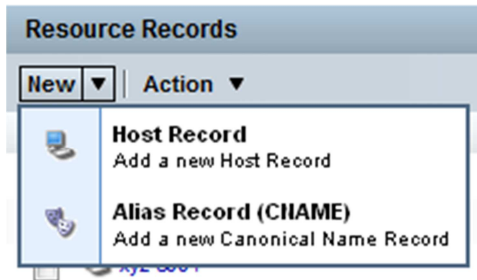 Resource Records
New ▼ Action ▼
Host Record
Add a new Host Record
Alias Record (CNAME)
Add a new Canonical Name Record